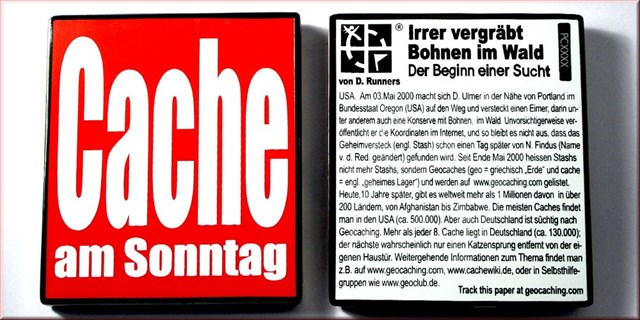 Cache
am Sonntag
®
Irrer vergräbt
Bohnen im Wald
PCXXXX
von D. Runners
Der Beginn einer Sucht
USA. Am 03.Mai 2000 macht sich D. Ulmer in der Nähe von Portland im
Bundesstaat Oregon (USA) auf den Weg und versteckt einen Eimer, darin un-
ter anderem auch eine Konserve mit Bohnen, im Wald. Unvorsichtigerweise ver-
öffentlicht er die Koordinaten im Internet, und so bleibt es nicht aus, dass das
Geheimversteck (engl. Stash) schon einen Tag später von N. Findus (Name
v. d. Red. geändert) gefunden wird. Seit Ende Mai 2000 heissen Stashs
nicht mehr Stashs, sondern Geocaches (geo = griechisch „Erde“ und cache
= engl. „geheimes Lager“) und werden auf www.geocaching.com gelistet.
Heute,10 Jahre später, gibt es weltweit mehr als 1 Millionen davon in über
200 Ländern, von Afghanistan bis Zimbabwe. Die meisten Caches findet
man in den USA (ca. 500.000). Aber auch Deutschland ist süchtig nach
Geocaching. Mehr als jeder 8. Cache liegt in Deutschland (ca. 130.000);
der nächste wahrscheinlich nur einen Katzensprung entfernt von der ei-
genen Haustür. Weitergehende Informationen zum Thema findet man
z.B. auf www.geocaching.com, www.cachewiki.de, oder in Selbsthilfe-
gruppen wie www.geoclub.de.
Track this paper at geocaching.com